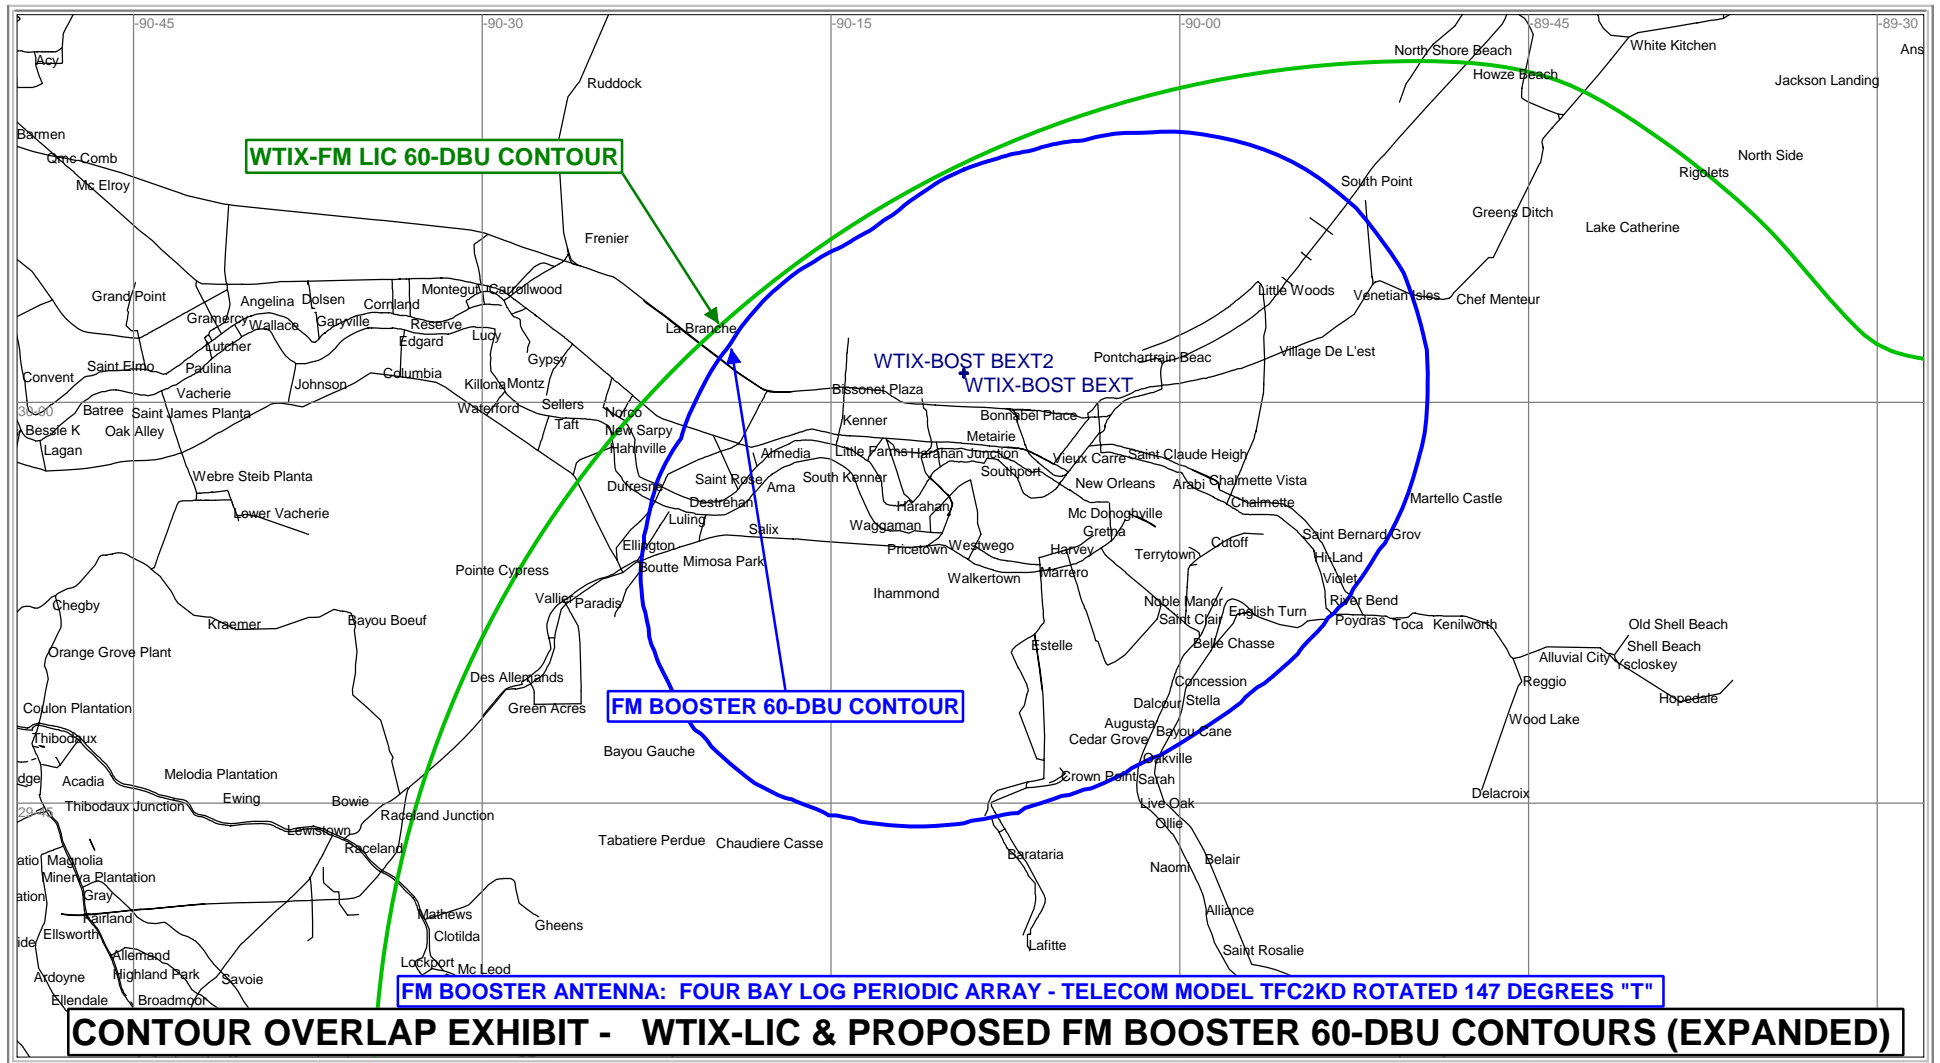 -90-45
-90-30
-90-15
-90-00
-89-45
-89-30
Acy
Ruddock
North Shore Beach
White Kitchen
Ans
Howze Beach
Jackson Landing
Barmen
Qmc Comb
WTIX-FM LIC 60-DBU CONTOUR
North Side
Mc Elroy
South Point
Rigolets
Greens Ditch
Lake Catherine
Frenier
Grand Point
Angelina
Dolsen
Cornland
Montegut
Carrollwood
Little Woods
Venetian Isles
Chef Menteur
Gramercy
Wallace
Garyville
Reserve
La Branche
Lutcher
Edgard
Lucy
Saint Elmo
Paulina
Gypsy
WTIX-BOST BEXT2
Pontchartrain Beac
Village De L'est
Convent
Vacherie
Johnson
Columbia
Killona
Montz
WTIX-BOST BEXT
Bissonet Plaza
30-00
Batree
Saint James Planta
Waterford
Sellers
Norco
Bonnabel Place
Bessie K
Oak Alley
Taft
New Sarpy
Kenner
Metairie
Lagan
Hahnville
Almedia
Little Farms
Harahan Junction
Vieux Carre
Saint Claude Heigh
Webre Steib Planta
Dufresne
Saint Rose
Ama
South Kenner
Southport
New Orleans
Arabi
Chalmette Vista
Destrehan
Harahan
Chalmette
Martello Castle
Lower Vacherie
Luling
Salix
Waggaman
Mc Donoghville
Gretna
Ellington
Pricetown
Westwego
Harvey
Terrytown
Cutoff
Saint Bernard Grov
Pointe Cypress
Boutte
Mimosa Park
Walkertown
Marrero
Hi-Land
Violet
Chegby
Vallier
Paradis
Ihammond
Noble Manor
English Turn
River Bend
Kraemer
Bayou Boeuf
Saint Clair
Poydras
Toca
Kenilworth
Old Shell Beach
Orange Grove Plant
Estelle
Belle Chasse
Alluvial City
Shell Beach
Yscloskey
Des Allemands
Concession
Reggio
Hopedale
Coulon Plantation
Green Acres
FM BOOSTER 60-DBU CONTOUR
Dalcour
Stella
Wood Lake
Thibodaux
Bayou Gauche
Augusta
Cedar Grove
Bayou Cane
Oakville
dge
Acadia
Melodia Plantation
Crown Point
Sarah
Delacroix
29-45
Thibodaux Junction
Ewing
Bowie
Raceland Junction
Live Oak
Lewistown
Ollie
Raceland
Tabatiere Perdue
Chaudiere Casse
Barataria
Naomi
Belair
atio
Magnolia
Minerva Plantation
ation
Gray
Fairland
Mathews
Gheens
Alliance
ide
Ellsworth
Clotilda
Lafitte
Saint Rosalie
Allemand
Lockport
Mc Leod
Ardoyne
Highland Park
Savoie
Ellendale
Broadmoor
FM BOOSTER ANTENNA: FOUR BAY LOG PERIODIC ARRAY - TELECOM MODEL TFC2KD ROTATED 147 DEGREES "T"
CONTOUR OVERLAP EXHIBIT - WTIX-LIC & PROPOSED FM BOOSTER 60-DBU CONTOURS (EXPANDED)